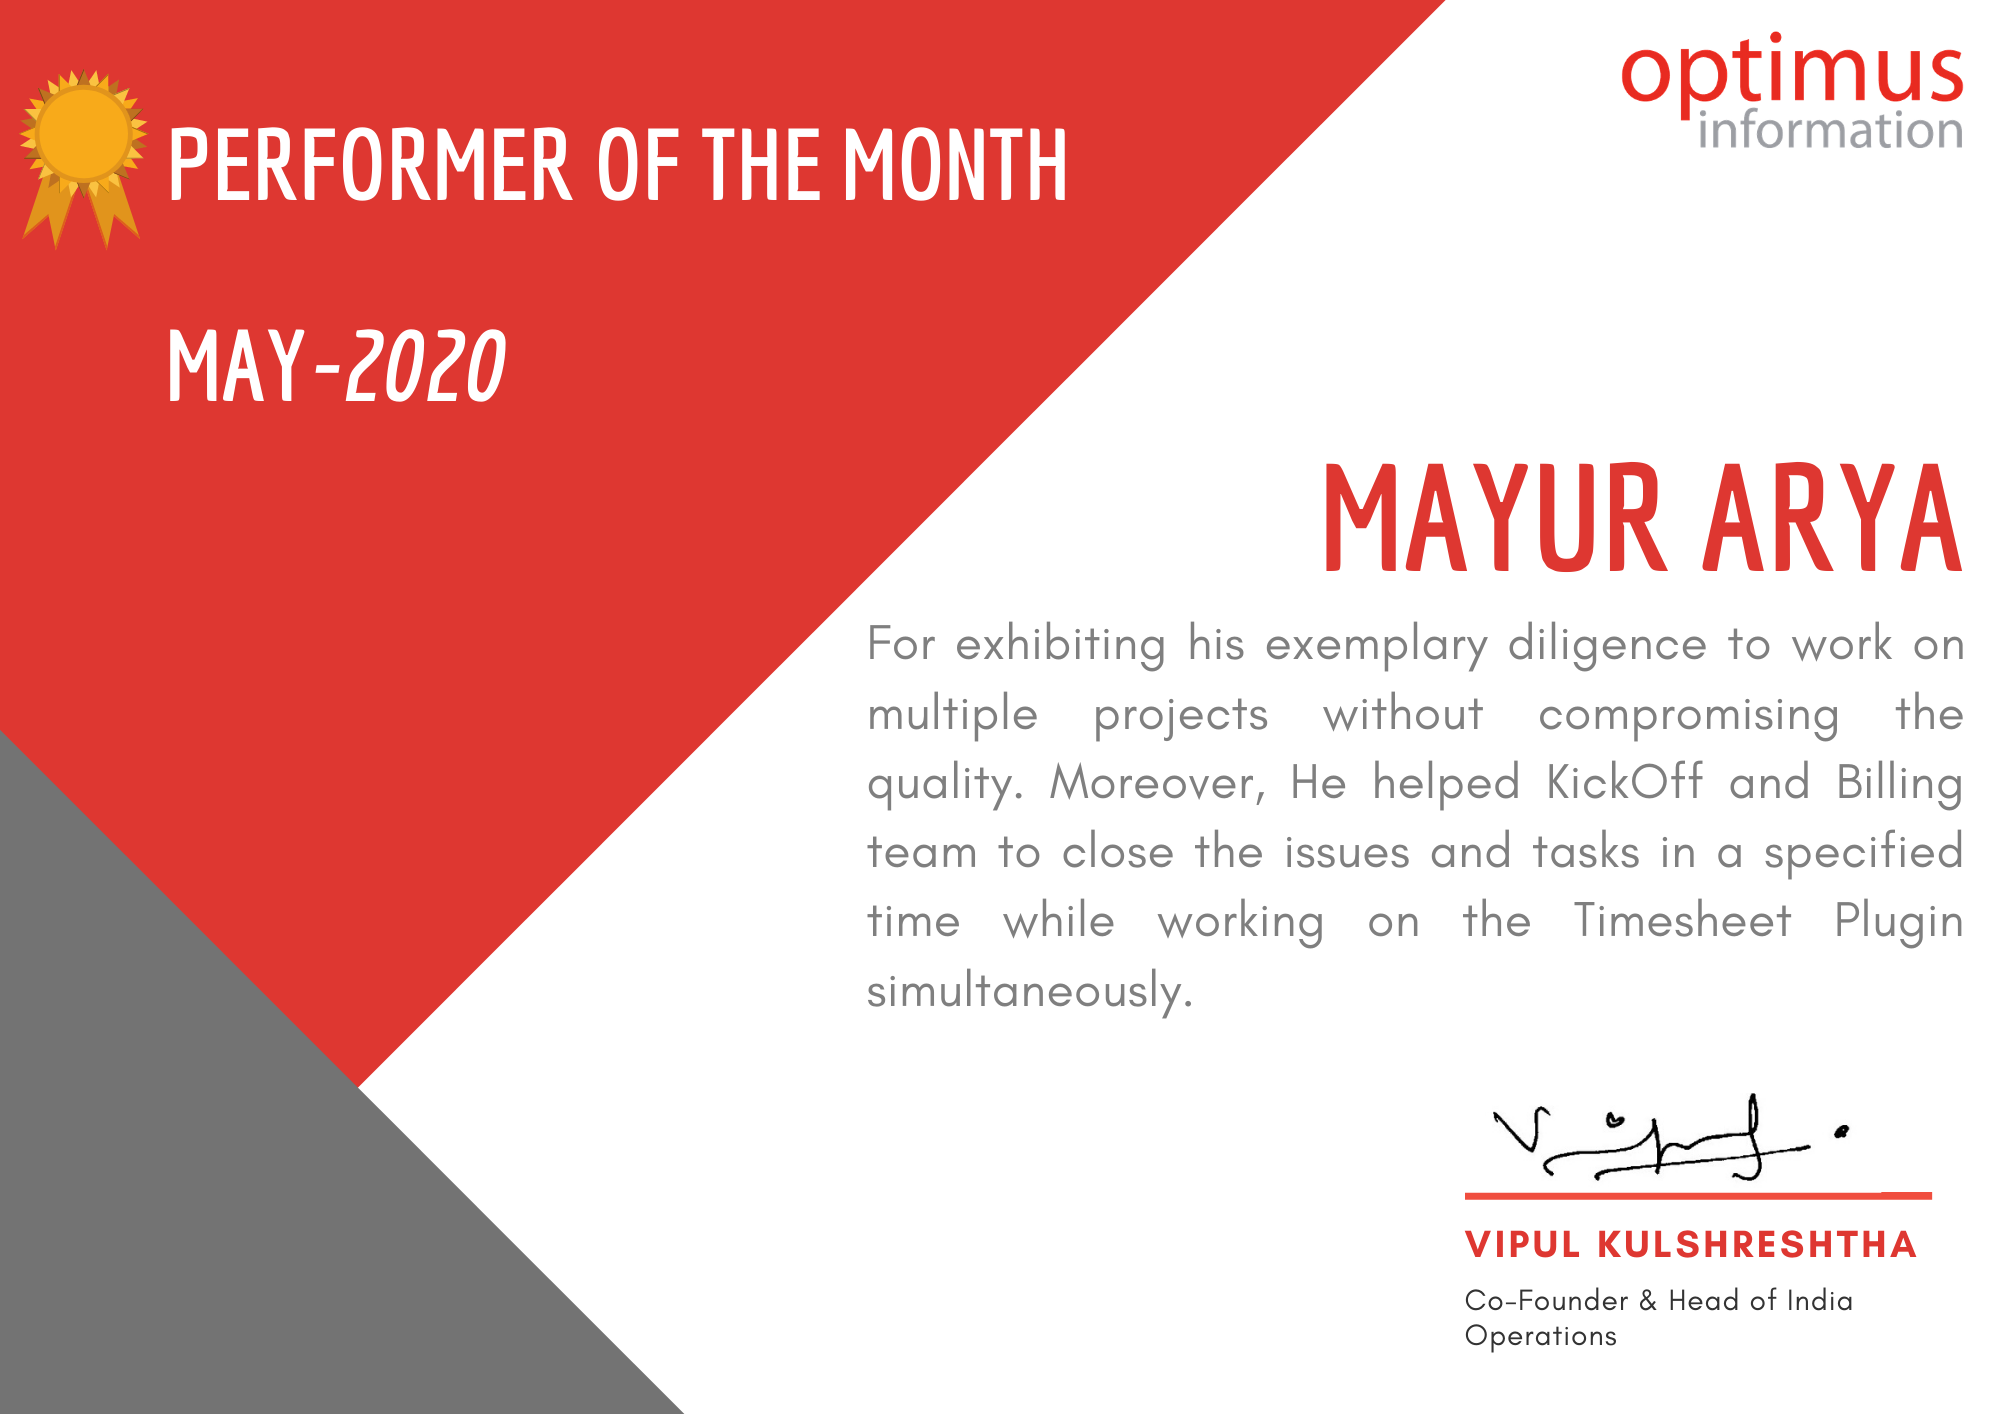 optimus
information
PERFORMER OF THE MONTH
MAY-2020
MAYUR ARYA
For exhibiting his exemplary diligence to work on
multiple projects without compromising the
quality. Moreover, He helped KickOff and Billing
team to close the issues and tasks in a specified
time while working on the Timesheet Plugin
simultaneously.
Vipul
VIPUL KULSHRESHTHA
Co-Founder & Head of India
Operations